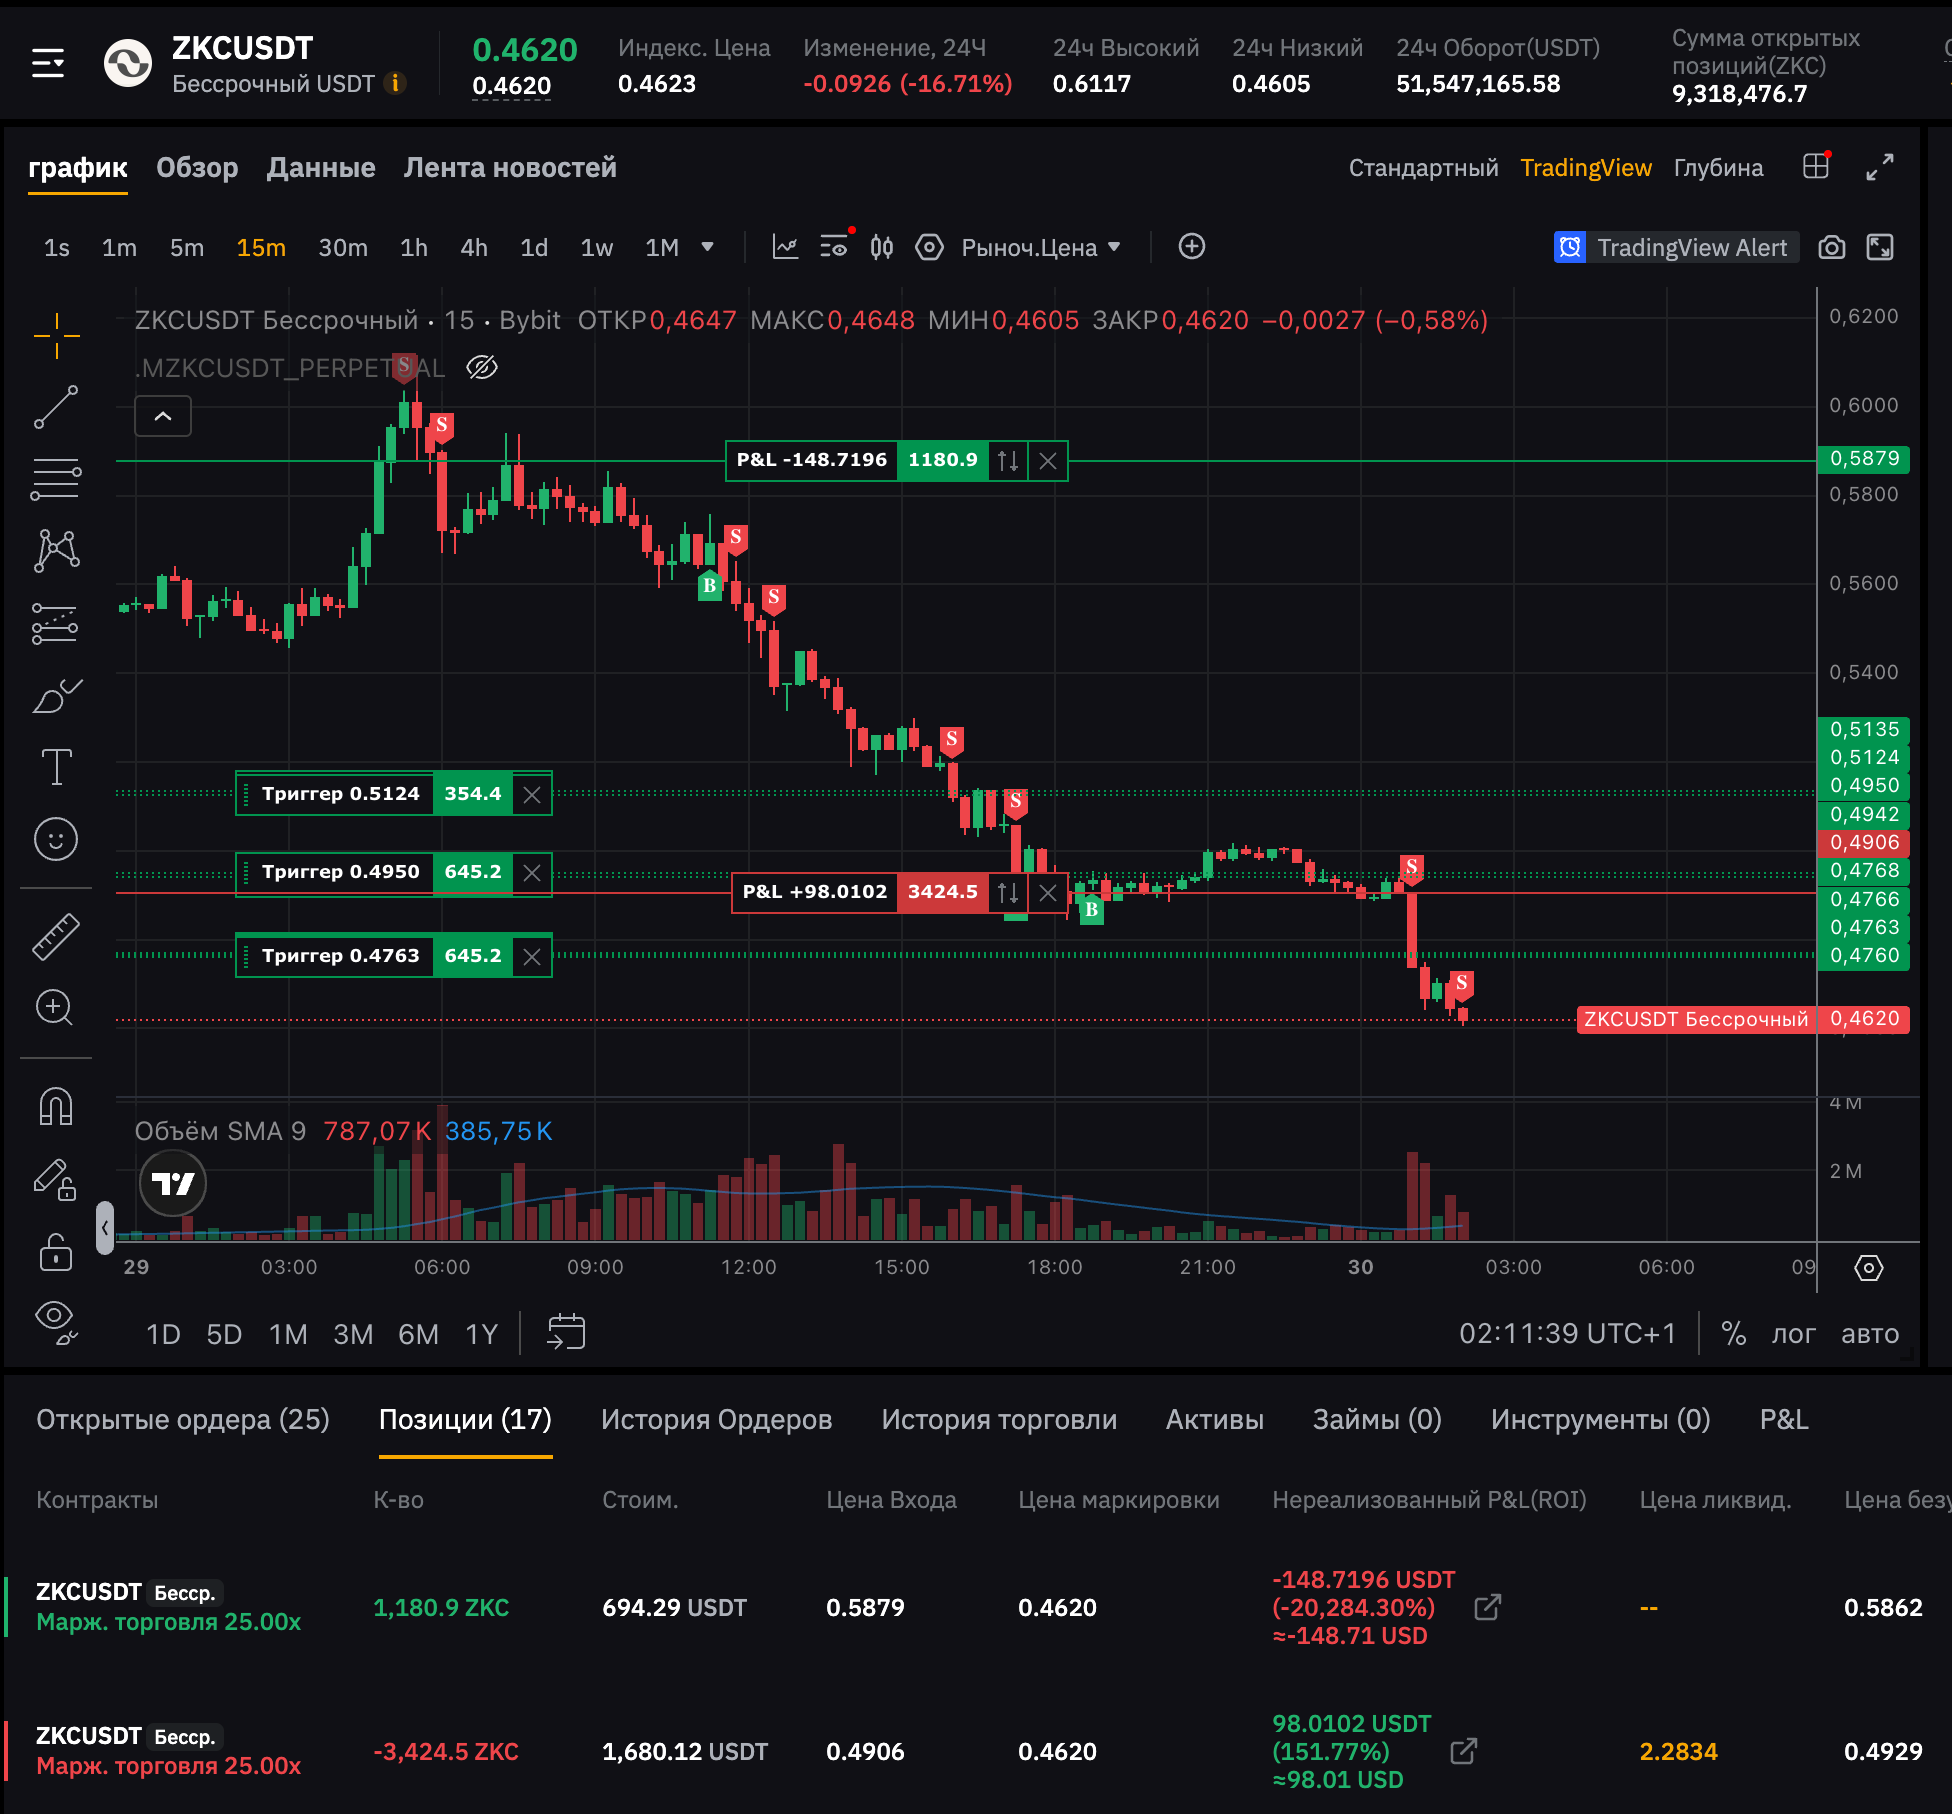 ZKCUSDT
Бессрочный USDT
0.4620
0.4620
Индекс. Цена
0.4623
Изменение, 24Ч
-0.0926 (-16.71%)
24ч Высокий
0.6117
24ч Низкий
0.4605
24ч Оборот(USDT)
51,547,165.58
Сумма открытых
позиций(ZKC)
9,318,476.7
график Обзор Данные Лента новостей
Стандартный TradingView Глубина
1s 1m 5m 15m 30m 1h 4h 1d 1w 1M Рыноч.Цена TradingView Alert
ZKCUSDT Бессрочный · 15 · Bybit ОТКР0,4647 МАКС0,4648 МИН0,4605 ЗАКР0,4620 −0,0027 (−0,58%)
.MZKCUSDT_PERPETUAL
S
S
P&L -148.7196 1180.9
S
B
S
S
S
Триггер 0.5124 354.4
Триггер 0.4950 645.2
P&L +98.0102 3424.5
B
S
Триггер 0.4763 645.2
S
ZKCUSDT Бессрочный 0,4620
0,6200
0,6000
0,5879
0,5800
0,5600
0,5400
0,5135
0,5124
0,4950
0,4942
0,4906
0,4768
0,4766
0,4763
0,4760
4 M
2 M
Объём SMA 9 787,07 K 385,75 K
29 03:00 06:00 09:00 12:00 15:00 18:00 21:00 30 03:00 06:00 09
1D 5D 1M 3M 6M 1Y
02:11:39 UTC+1 % лог авто
Открытые ордера (25) Позиции (17) История Ордеров История торговли Активы Займы (0) Инструменты (0) P&L
Контракты К-во Стоим. Цена Входа Цена маркировки Нереализованный P&L(ROI) Цена ликвид. Цена безу
ZKCUSDT Бесср.
Марж. торговля 25.00x
1,180.9 ZKC
694.29 USDT
0.5879
0.4620
-148.7196 USDT
(-20,284.30%)
≈-148.71 USD
--
0.5862
ZKCUSDT Бесср.
Марж. торговля 25.00x
-3,424.5 ZKC
1,680.12 USDT
0.4906
0.4620
98.0102 USDT
(151.77%)
≈98.01 USD
2.2834
0.4929